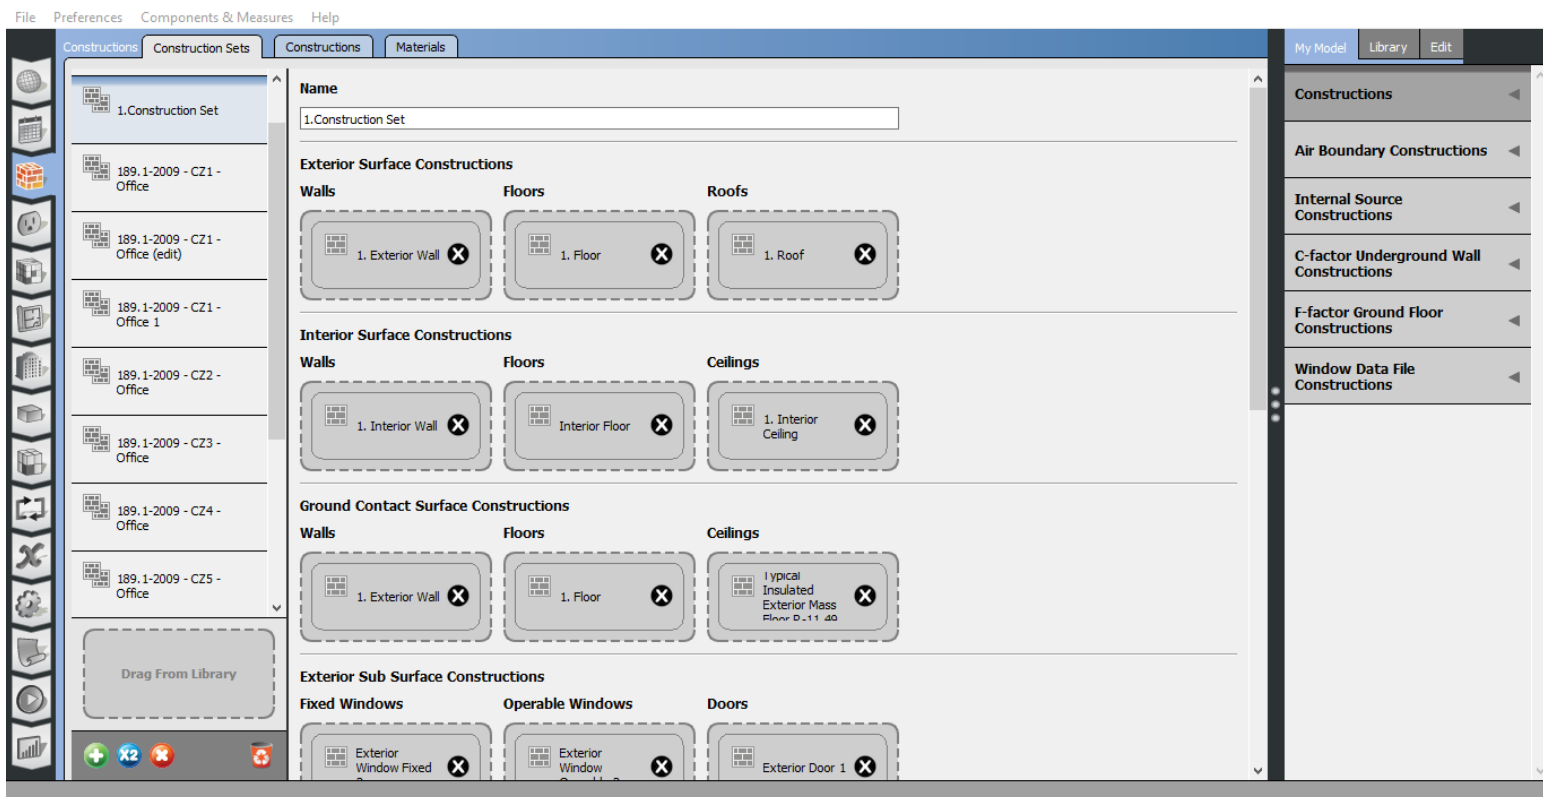 File Preferences Components & Measures Help
Constructions Construction Sets Constructions Materials
My Model Library Edit
1.Construction Set
189.1-2009 - CZ1 -
Office
189.1-2009 - CZ1 -
Office (edit)
189.1-2009 - CZ1 -
Office 1
189.1-2009 - CZ2 -
Office
189.1-2009 - CZ3 -
Office
189.1-2009 - CZ4 -
Office
189.1-2009 - CZ5 -
Office
Drag From Library
X2
Name
1.Construction Set
Exterior Surface Constructions
Walls Floors Roofs
1. Exterior Wall 1. Floor 1. Roof
Interior Surface Constructions
Walls Floors Ceilings
1. Interior Wall Interior Floor 1. Interior
Ceiling
Ground Contact Surface Constructions
Walls Floors Ceilings
1. Exterior Wall 1. Floor Typical
Insulated
Exterior Mass
Floor R-11.49
Exterior Sub Surface Constructions
Fixed Windows Operable Windows Doors
Exterior
Window Fixed
Exterior
Window
Exterior Door 1
Constructions
Air Boundary Constructions
Internal Source
Constructions
C-factor Underground Wall
Constructions
F-factor Ground Floor
Constructions
Window Data File
Constructions